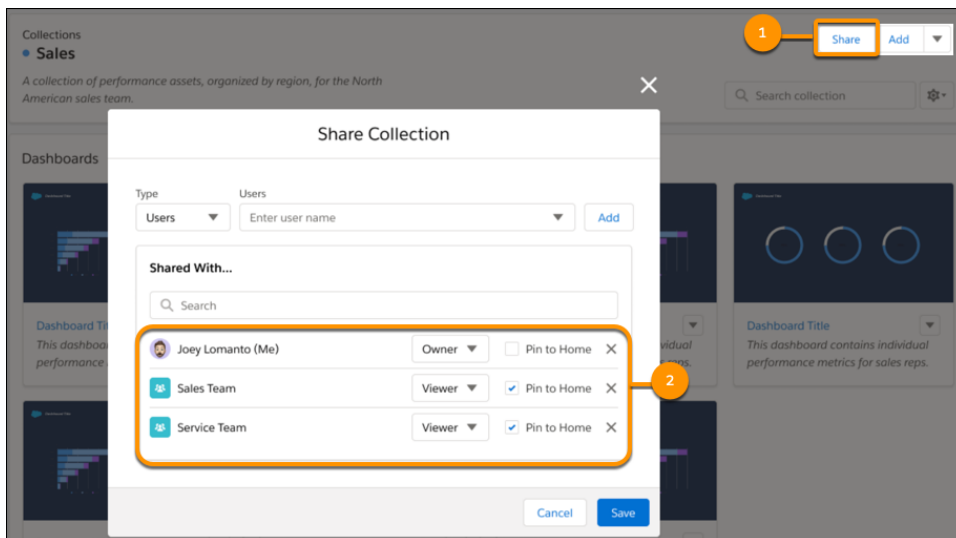 Collections
Sales
A collection of performance assets, organized by region, for the North
American sales team.
1
Share Add
Search collection
Dashboards
Share Collection
Type Users
Users Enter user name Add
Shared With...
Search
Joey Lomanto (Me) Owner Pin to Home
Sales Team Viewer Pin to Home
Service Team Viewer Pin to Home
2
Cancel Save
Dashboard
This
performance
Dashboard Title
This dashboard contains individual
performance metrics for sales reps.